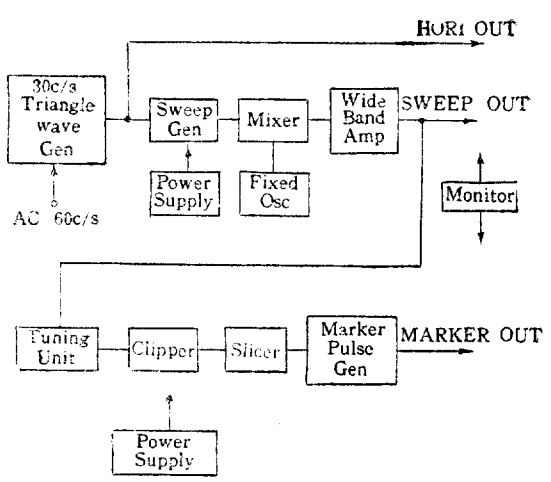 HORI OUT
30c/s
Triangle
wave
Gen
Sweep
Gen
Mixer
Wide
Band
Amp
SWEEP OUT
Power
Supply
Fixed
Osc
Monitor
AC 60c/s
Tuning
Unit
Clipper
Slicer
Marker
Pulse
Gen
MARKER OUT
Power
Supply